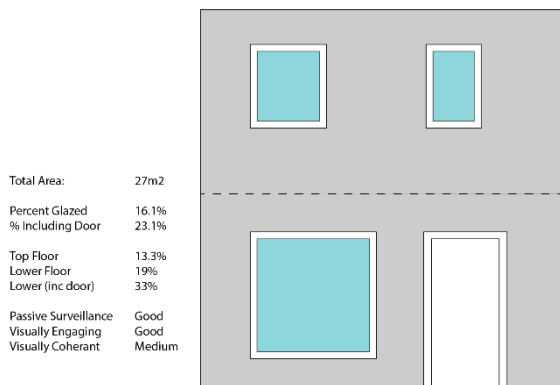 Total Area: 27m2
Percent Glazed 16.1%
% Including Door 23.1%
Top Floor 13.3%
Lower Floor 19%
Lower (inc door) 33%
Passive Surveillance Good
Visually Engaging Good
Visually Coherant Medium